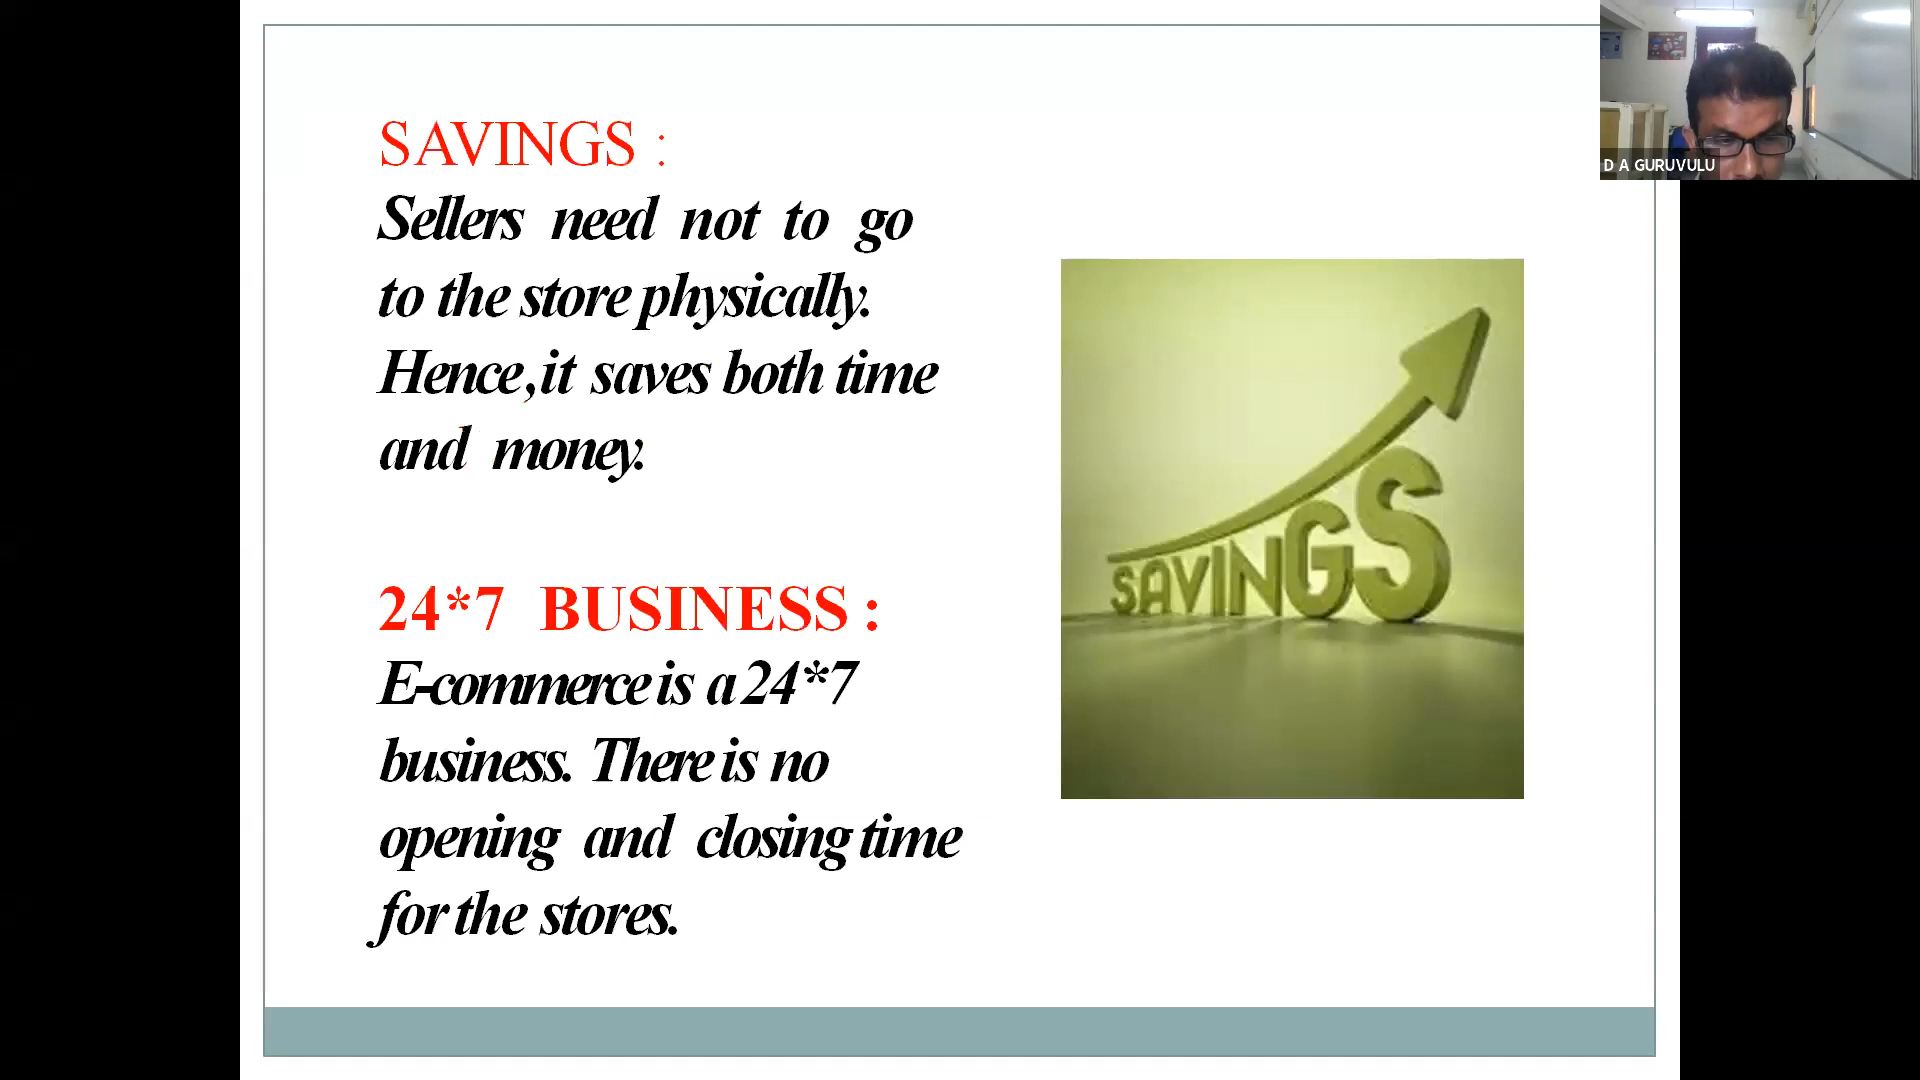 SAVINGS :
Sellers need not to go
to the store physically.
Hence,it saves both time
and money.
24*7 BUSINESS :
E-commerce is a 24*7
business. There is no
opening and closing time
for the stores.
SAVINGS
D A GURUVULU